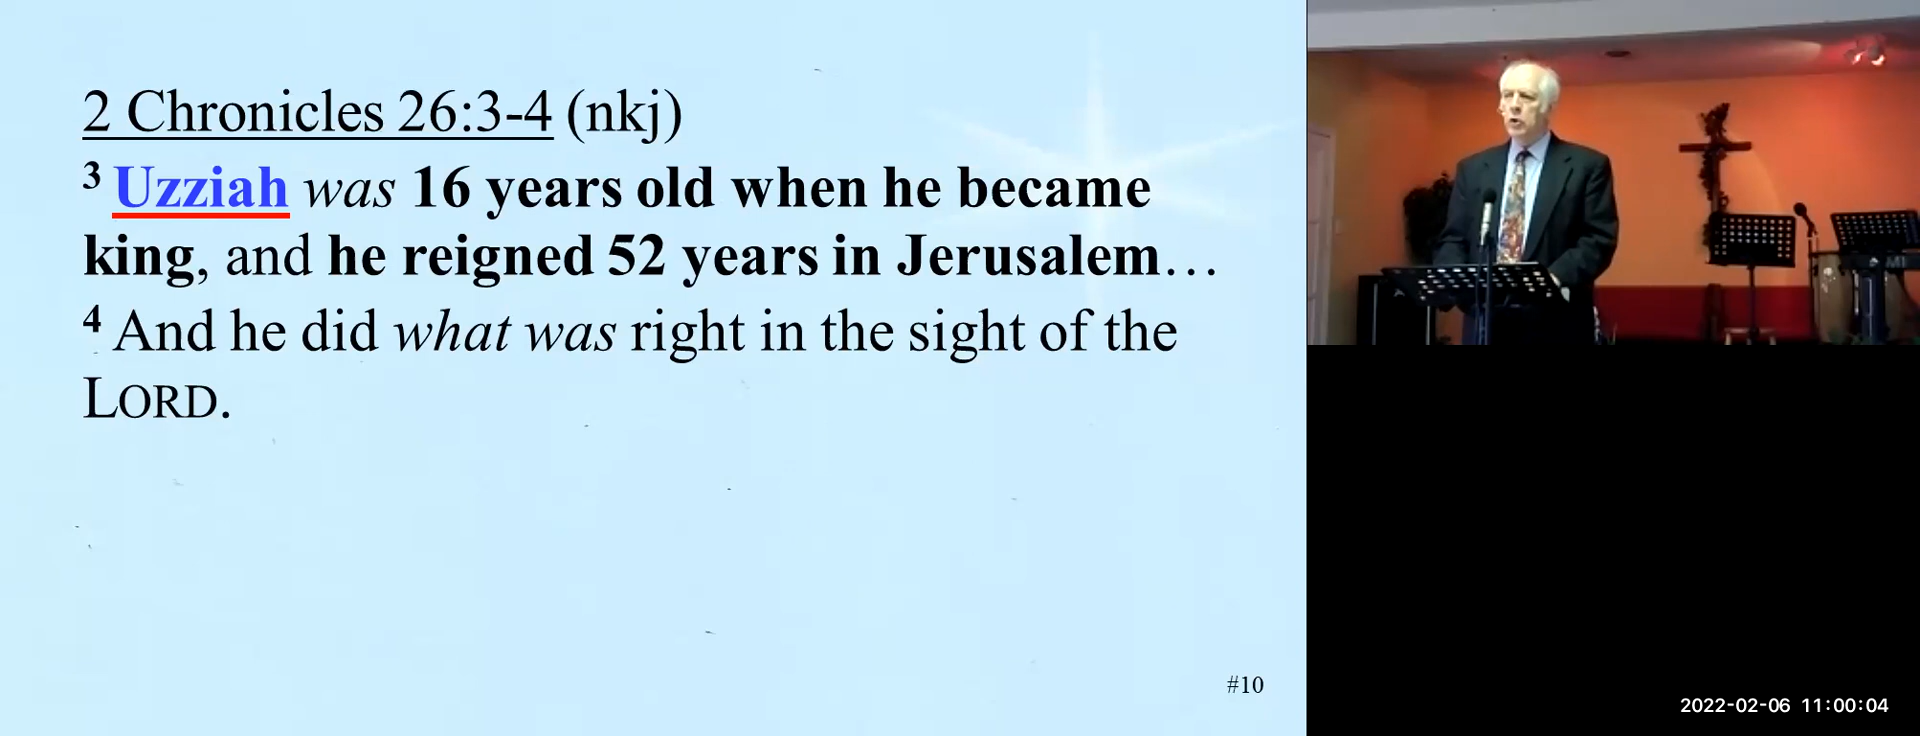 2 Chronicles 26:3-4 (nkj)
3 Uzziah was 16 years old when he became
king, and he reigned 52 years in Jerusalem…
4 And he did what was right in the sight of the
LORD.
#10
2022-02-06 11:00:04